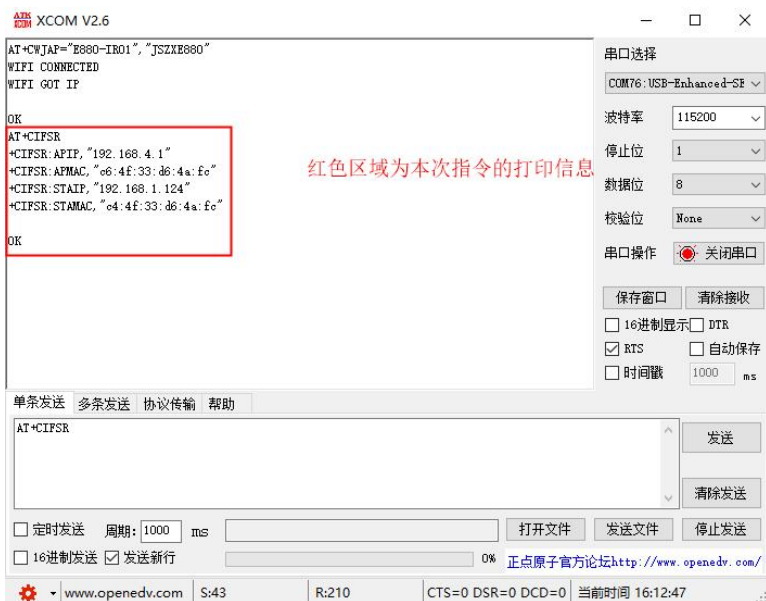 XCOM V2.6
AT+CWJAP="E880-IR01","JSZXE880"
WIFI CONNECTED
WIFI GOT IP
OK
AT+CIFSR
+CIFSR:APIP,"192.168.4.1"
+CIFSR:APMAC,"c6:4f:33:d6:4a:fc"
+CIFSR:STAIP,"192.168.1.124"
+CIFSR:STAMAC,"c4:4f:33:d6:4a:fc"
OK
红色区域为本次指令的打印信息
串口选择
COM76:USB-Enhanced-SE
波特率 115200
停止位 1
数据位 8
校验位 None
串口操作 关闭串口
保存窗口 清除接收
16进制显示 DTR
RTS 自动保存
时间戳 1000 ms
单条发送 多条发送 协议传输 帮助
AT+CIFSR
发送
清除发送
定时发送 周期: 1000 ms 打开文件 发送文件 停止发送
16进制发送 发送新行 0% 正点原子官方论坛http://www.openedv.com/
www.openedv.com S:43 R:210 CTS=0 DSR=0 DCD=0 当前时间 16:12:47